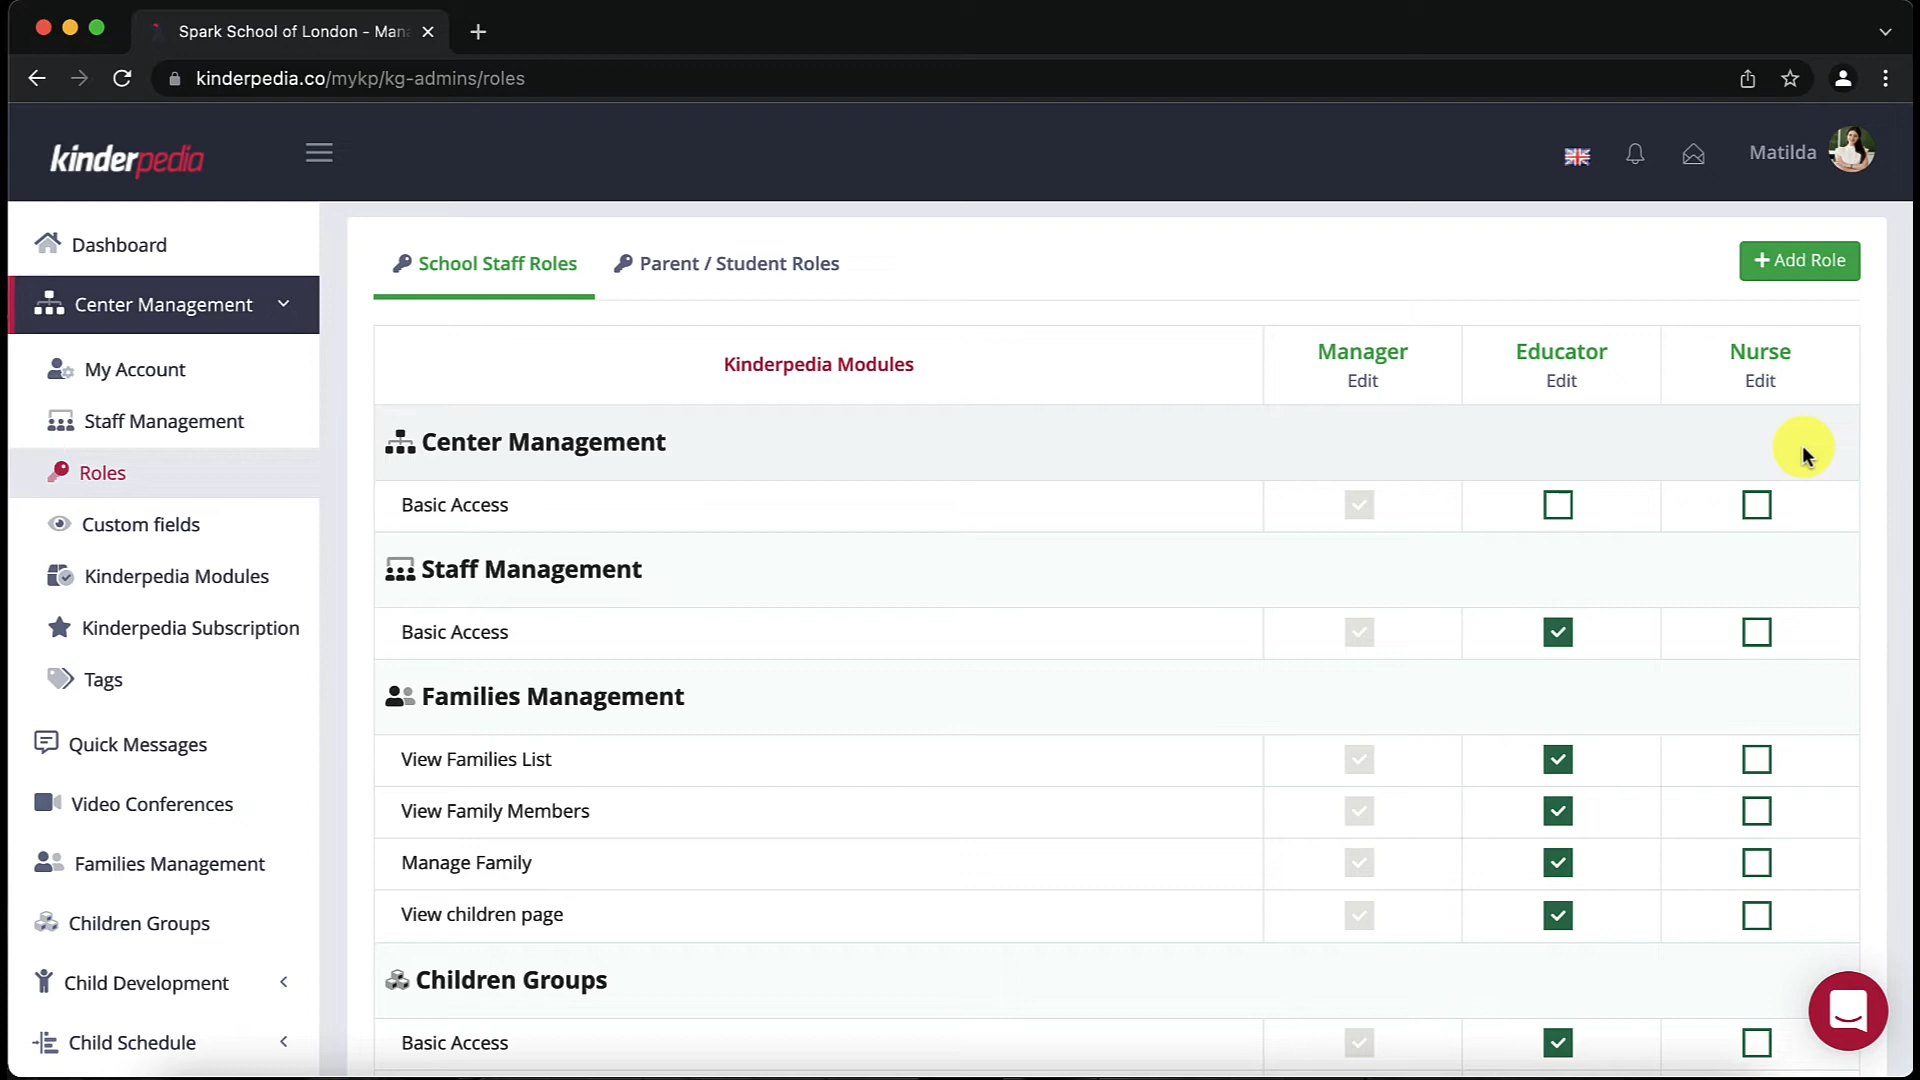 Spark School of London - Man
kinderpedia.co/mykp/kg-admins/roles
kinderpedia
Matilda
Dashboard
Center Management
My Account
Staff Management
Roles
Custom fields
Kinderpedia Modules
Kinderpedia Subscription
Tags
Quick Messages
Video Conferences
Families Management
Children Groups
Child Development
Child Schedule
School Staff Roles
Parent / Student Roles
+ Add Role
Kinderpedia Modules
Manager
Edit
Educator
Edit
Nurse
Edit
Center Management
Basic Access
Staff Management
Basic Access
Families Management
View Families List
View Family Members
Manage Family
View children page
Children Groups
Basic Access